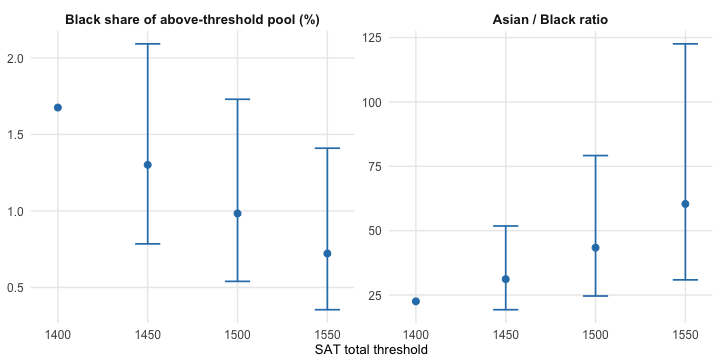 Black share of above-threshold pool (%)
Asian / Black ratio
2.0
1.5
1.0
0.5
125
100
75
50
25
1400 1450 1500 1550
1400 1450 1500 1550
SAT total threshold